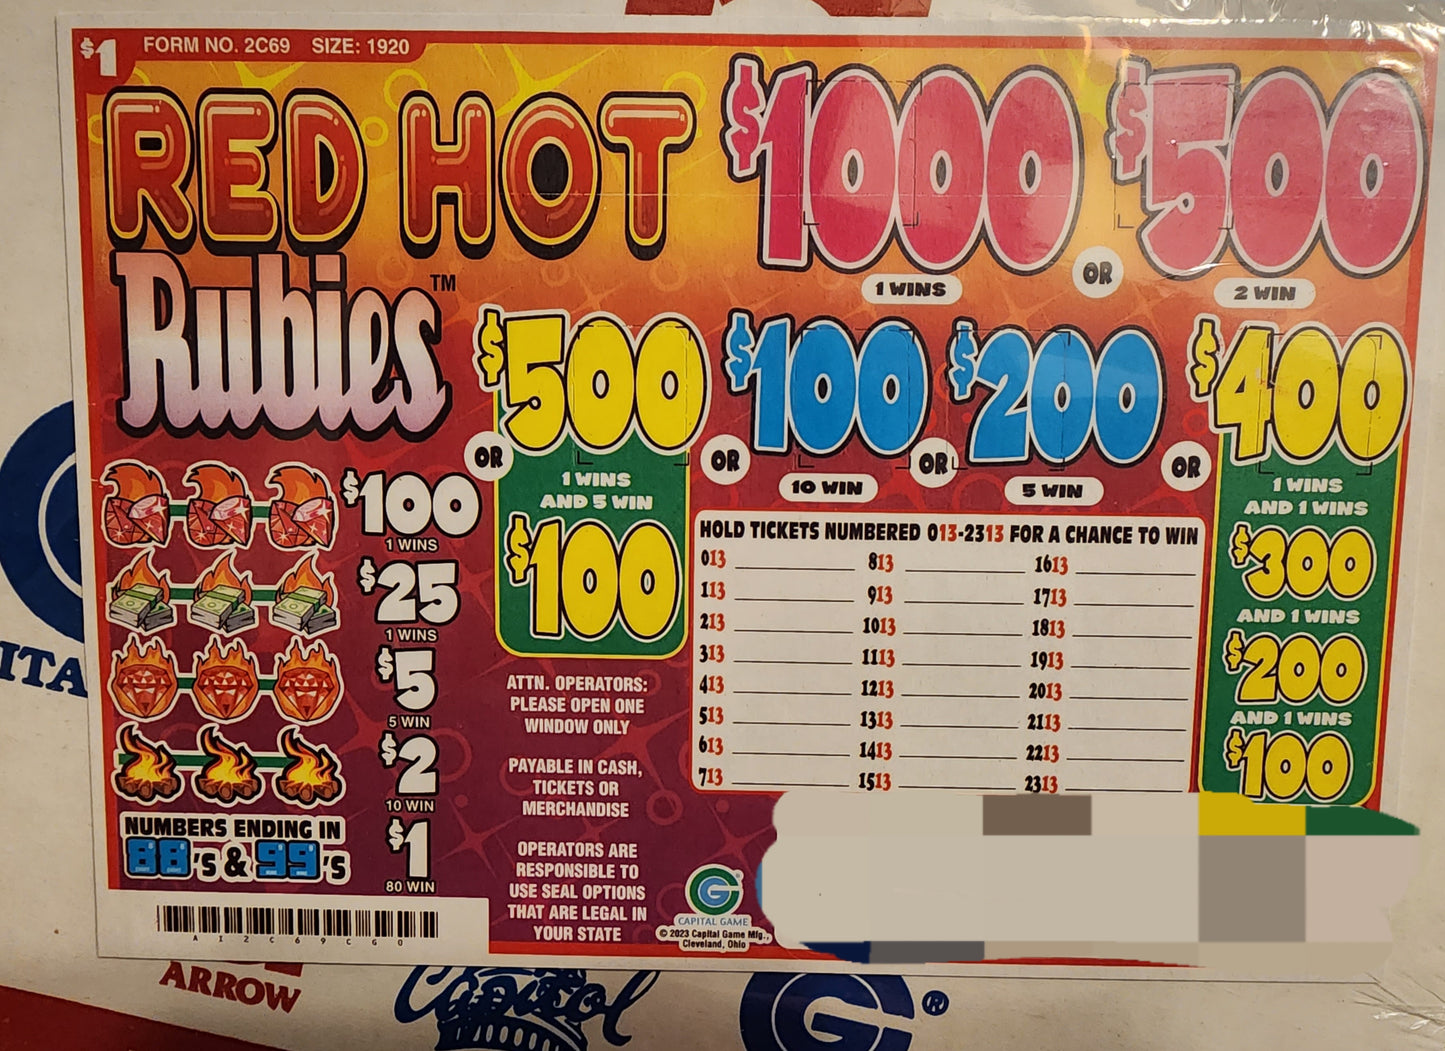 $1 FORM NO. 2C69 SIZE: 1920
RED HOT
Rubies™
$1000
1 WINS
OR
$500
2 WIN
OR
$500
1 WINS
AND 5 WIN
$100
OR
$100
10 WIN
OR
$200
5 WIN
OR
$400
1 WINS
AND 1 WINS
$300
AND 1 WINS
$200
AND 1 WINS
$100
$100
1 WINS
$25
1 WINS
$5
5 WIN
$2
10 WIN
NUMBERS ENDING IN
88's & 99's
$1
80 WIN
HOLD TICKETS NUMBERED 013-2313 FOR A CHANCE TO WIN
013 813 1613
113 913 1713
213 1013 1813
313 1113 1913
413 1213 2013
513 1313 2113
613 1413 2213
713 1513 2313
ATTN. OPERATORS:
PLEASE OPEN ONE
WINDOW ONLY
PAYABLE IN CASH,
TICKETS OR
MERCHANDISE
OPERATORS ARE
RESPONSIBLE TO
USE SEAL OPTIONS
THAT ARE LEGAL IN
YOUR STATE
CAPITAL GAME
© 2023 Capital Game Mfg.,
Cleveland, Ohio
A I 2 C 6 9 C G 0
ITA
ARROW
Capitol
G®